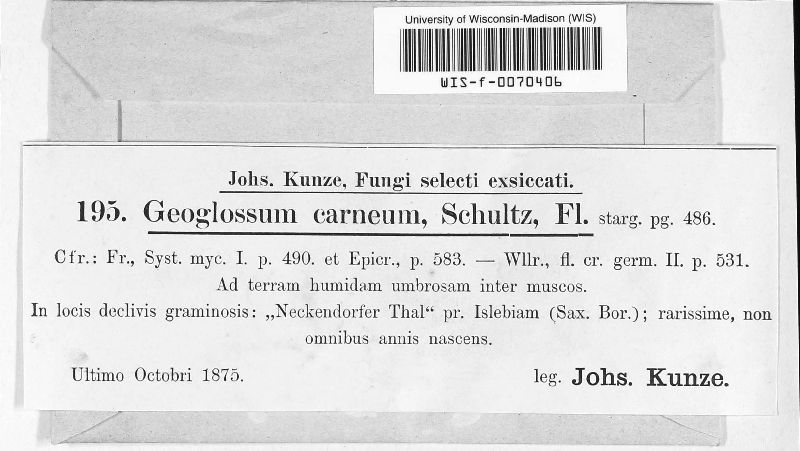 University of Wisconsin-Madison (WIS)
WIS-f-0070406
Johs. Kunze, Fungi selecti exsiccati.
195. Geoglossum carneum, Schultz, Fl. starg. pg. 486.
Cfr.: Fr., Syst. myc. I. p. 490. et Epicr., p. 583. — Wllr., fl. cr. germ. II. p. 531.
Ad terram humidam umbrosam inter muscos.
In locis declivis graminosis: „Neckendorfer Thal“ pr. Islebiam (Sax. Bor.); rarissime, non
omnibus annis nascens.
Ultimo Octobri 1875. leg. Johs. Kunze.